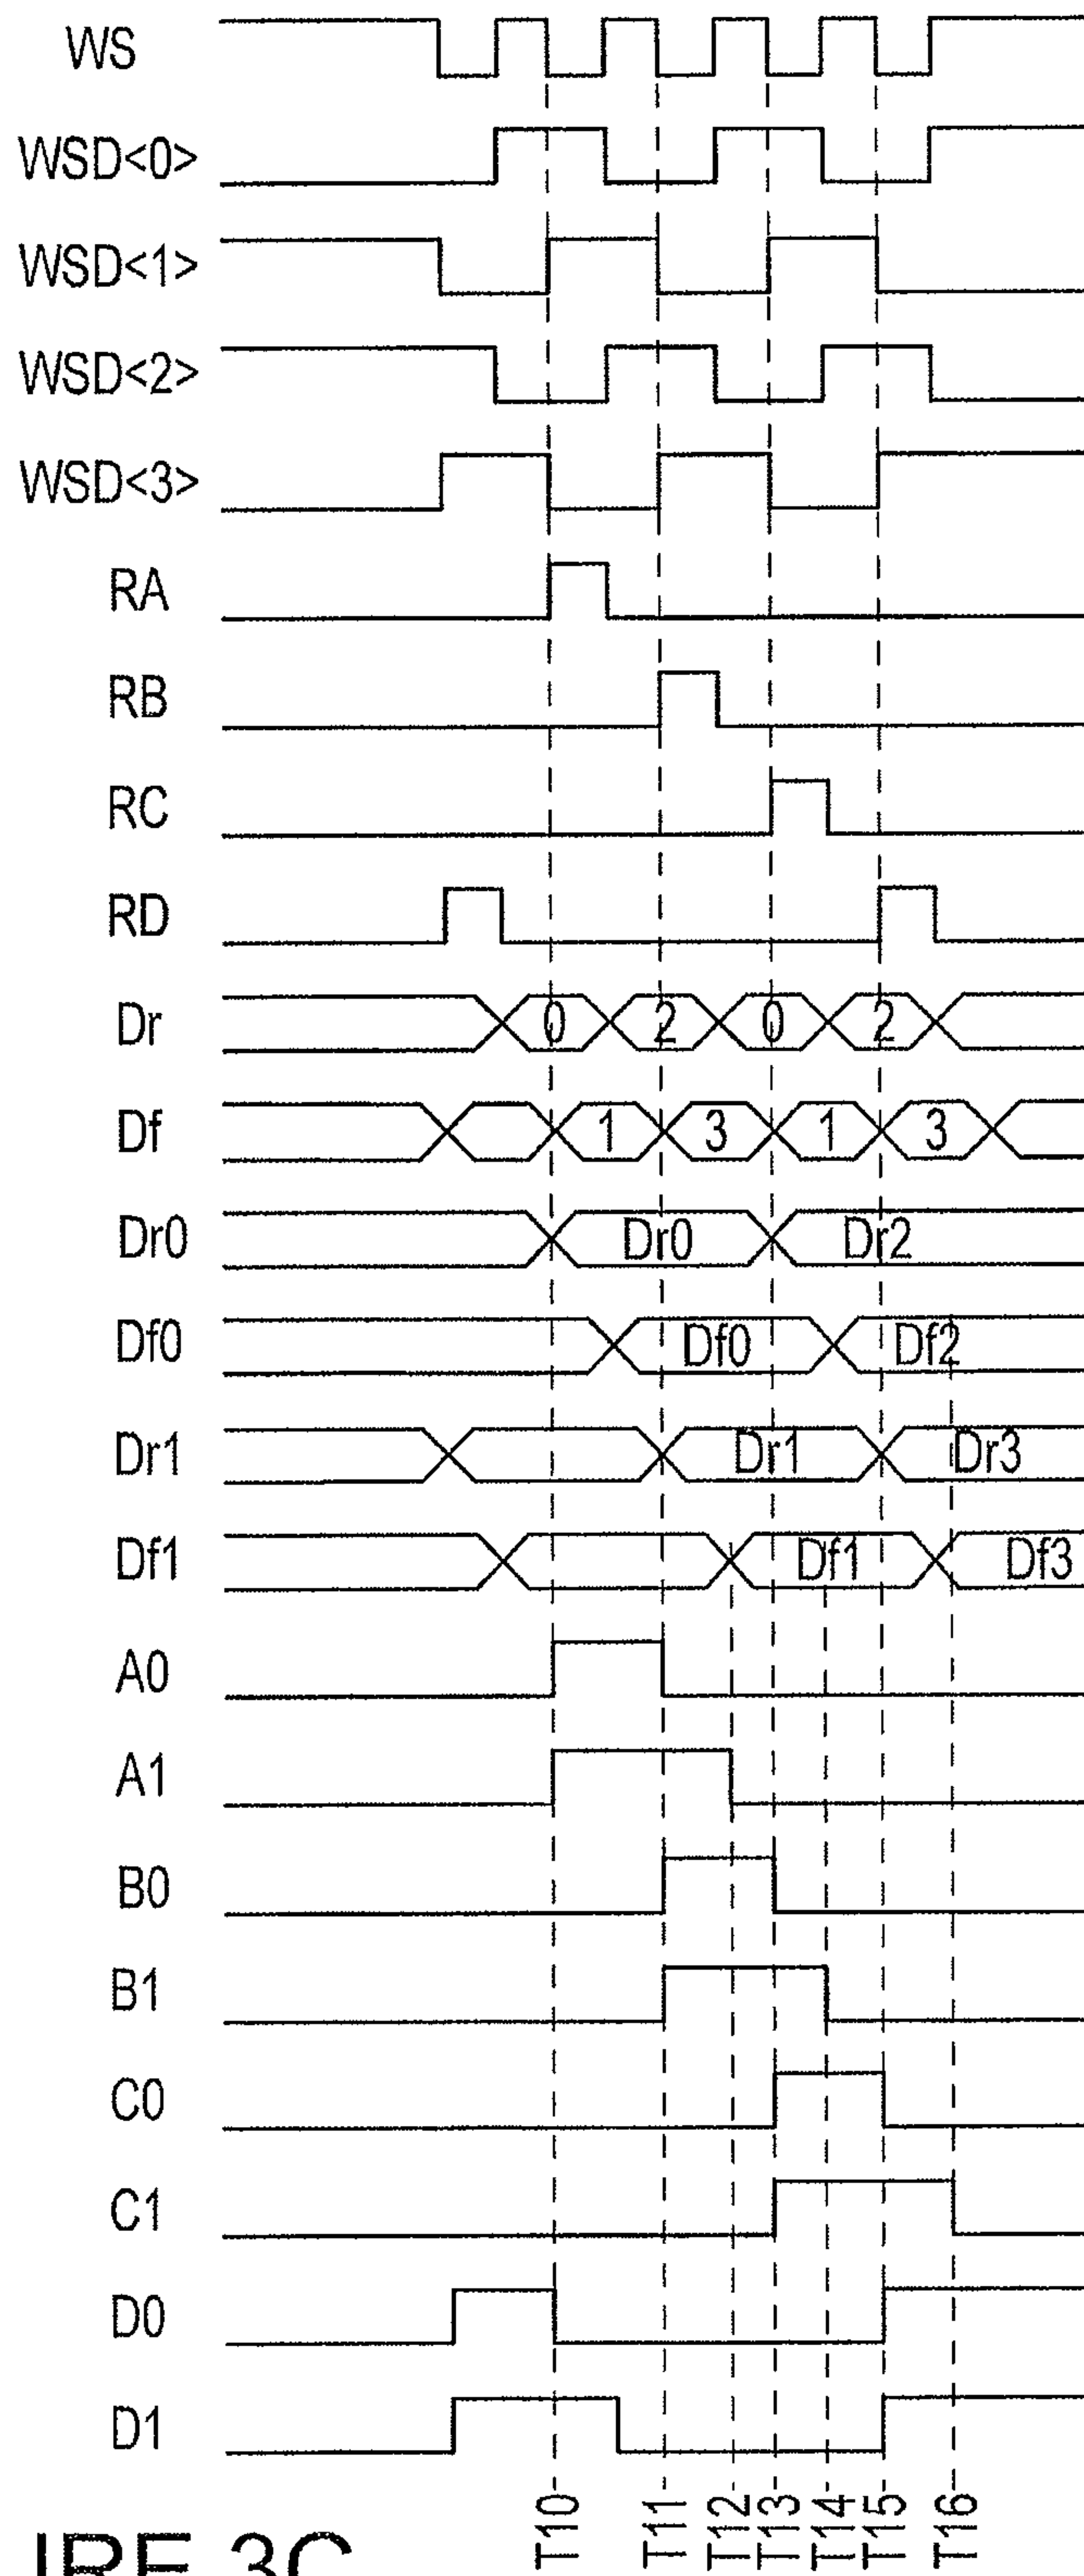 WS
WSD<0>
WSD<1>
WSD<2>
WSD<3>
RA
RB
RC
RD
Dr 0 2 0 2
Df 1 3 1 3
Dr0 Dr0 Dr2
Df0 Df0 Df2
Dr1 Dr1 Dr3
Df1 Df1 Df3
A0
A1
B0
B1
C0
C1
D0
D1
T10 T11 T12 T13 T14 T15 T16
3C